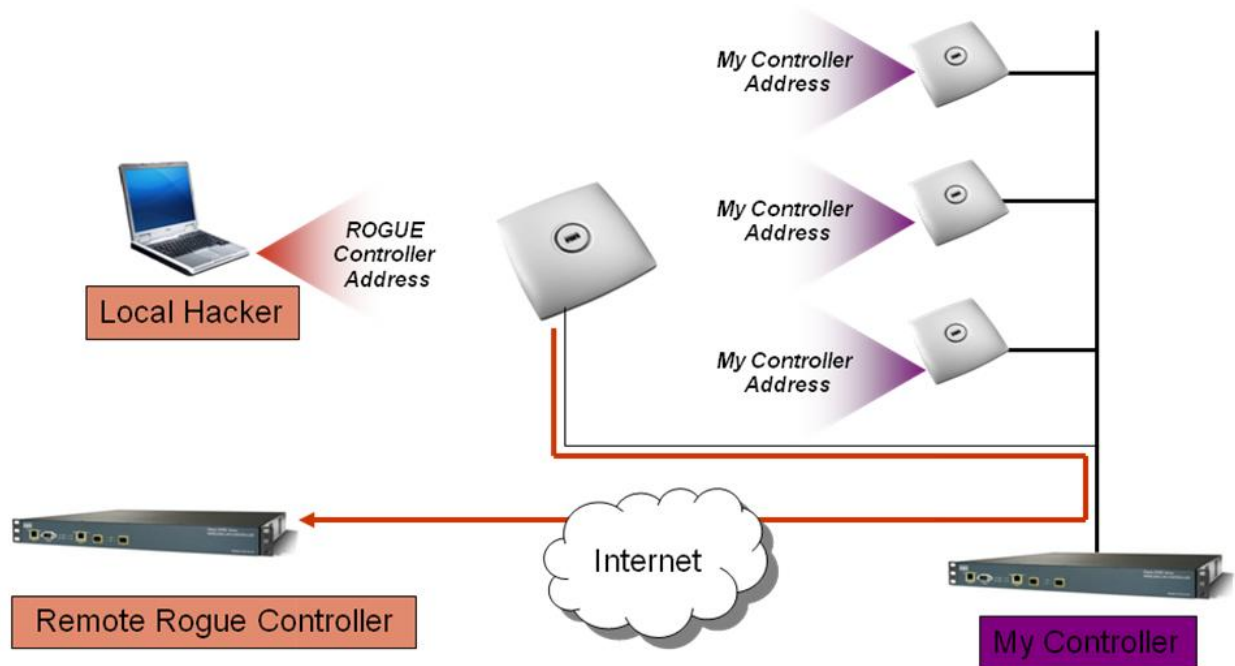 My Controller
Address
My Controller
Address
ROGUE
Controller
Address
Local Hacker
My Controller
Address
Internet
Remote Rogue Controller
My Controller